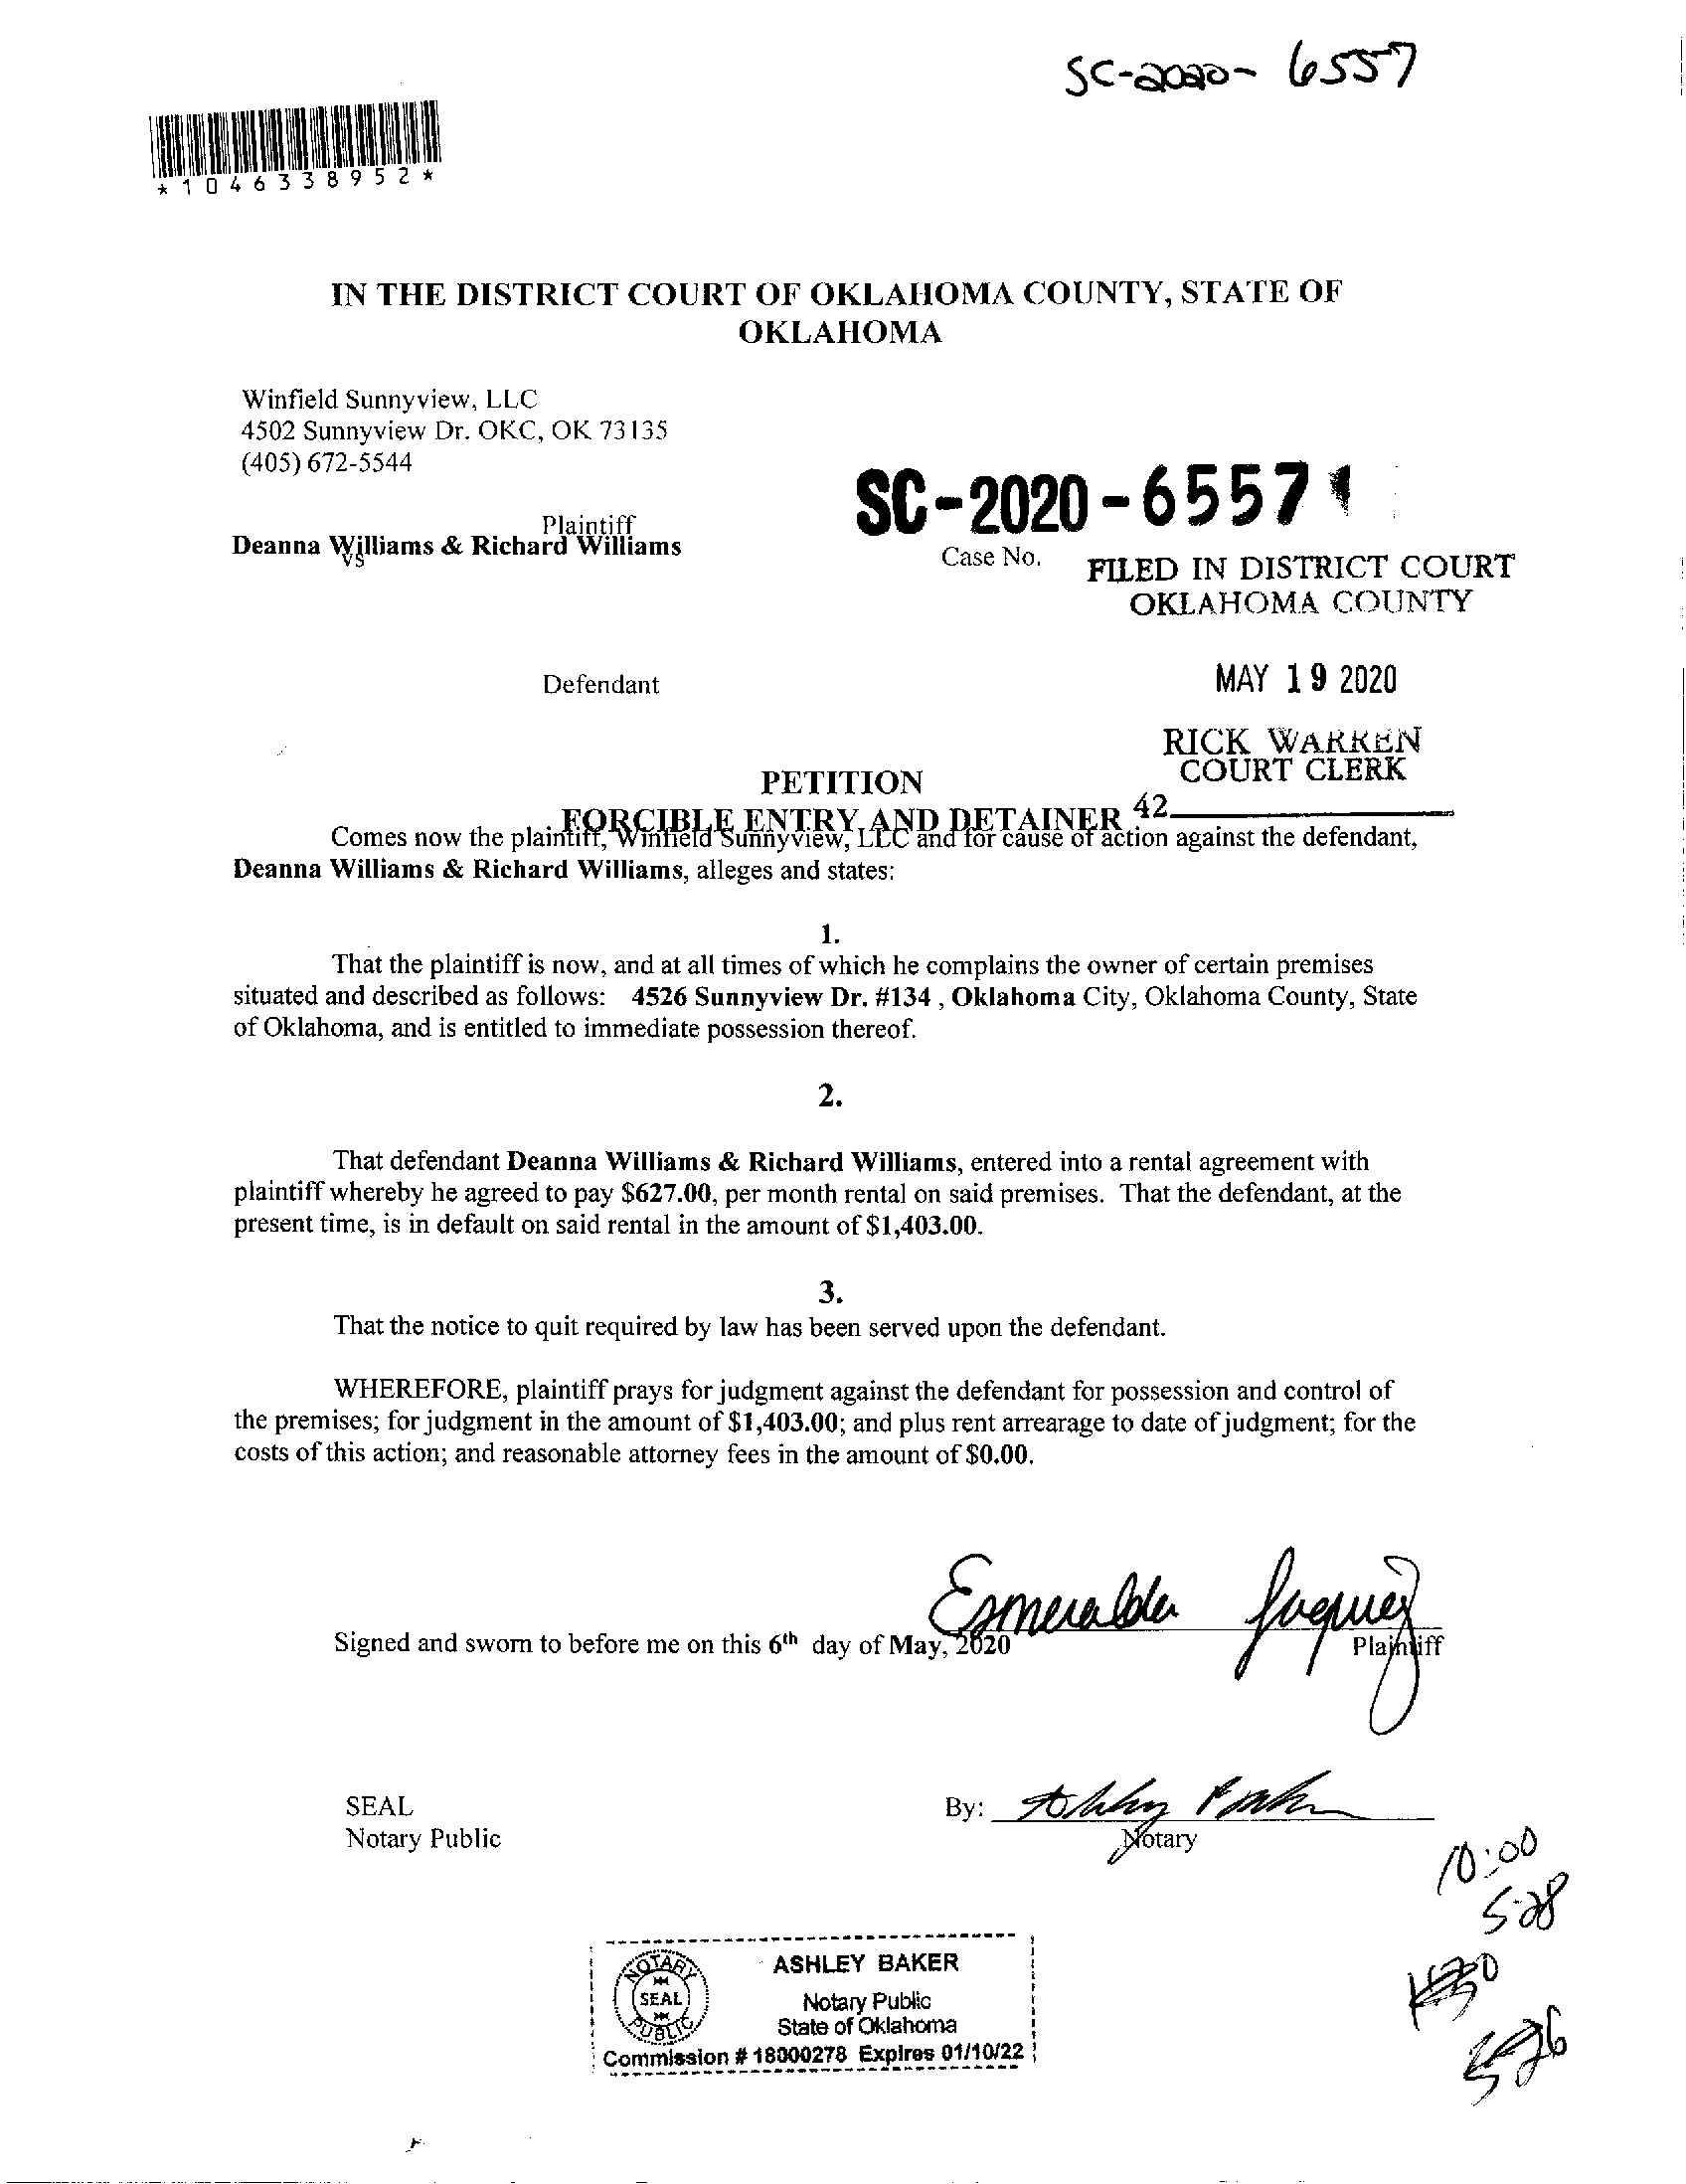 SC-2020-6557
*1046338952*
IN THE DISTRICT COURT OF OKLAHOMA COUNTY, STATE OF
OKLAHOMA
Winfield Sunnyview, LLC
4502 Sunnyview Dr. OKC, OK 73135
(405) 672-5544
SC-2020-6557
Plaintiff
Deanna Williams & Richard Williams
VS
Case No.
FILED IN DISTRICT COURT
OKLAHOMA COUNTY
Defendant
MAY 19 2020
RICK WARREN
COURT CLERK
PETITION
FORCIBLE ENTRY AND DETAINER
42
Comes now the plaintiff, Winfield Sunnyview, LLC and for cause of action against the defendant,
Deanna Williams & Richard Williams, alleges and states:
1.
That the plaintiff is now, and at all times of which he complains the owner of certain premises
situated and described as follows: 4526 Sunnyview Dr. #134 , Oklahoma City, Oklahoma County, State
of Oklahoma, and is entitled to immediate possession thereof.
2.
That defendant Deanna Williams & Richard Williams, entered into a rental agreement with
plaintiff whereby he agreed to pay $627.00, per month rental on said premises. That the defendant, at the
present time, is in default on said rental in the amount of $1,403.00.
3.
That the notice to quit required by law has been served upon the defendant.
WHEREFORE, plaintiff prays for judgment against the defendant for possession and control of
the premises; for judgment in the amount of $1,403.00; and plus rent arrearage to date of judgment; for the
costs of this action; and reasonable attorney fees in the amount of $0.00.
Esmeralda Jaquez
Signed and sworn to before me on this 6th day of May, 2020
Plaintiff
SEAL
By: Ashley Baker
Notary Public
Notary
10:00
5-28
5-26
NOTARY
SEAL
PUBLIC
ASHLEY BAKER
Notary Public
State of Oklahoma
Commission # 18000278 Expires 01/10/22